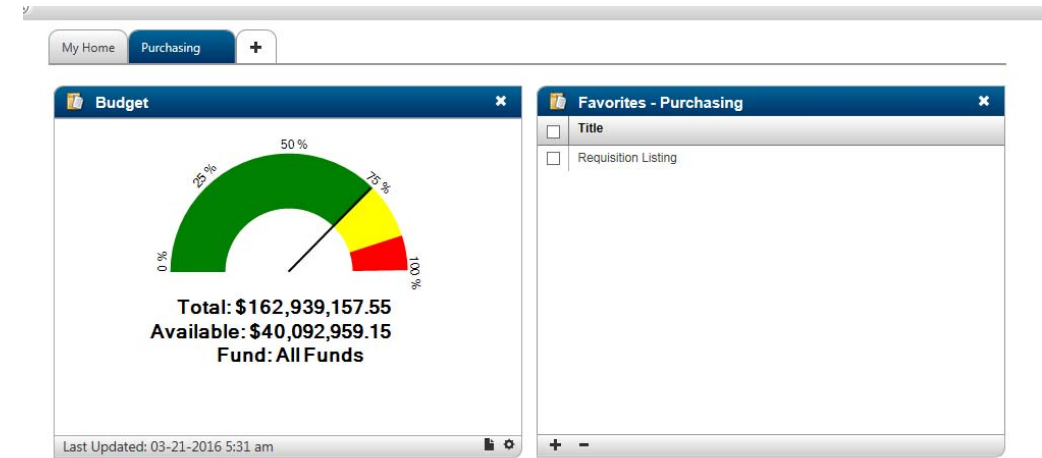 My Home
Purchasing
Budget
0 %
25 %
50 %
75 %
100 %
Total: $162,939,157.55
Available: $40,092,959.15
Fund: All Funds
Last Updated: 03-21-2016 5:31 am
Favorites - Purchasing
Title
Requisition Listing